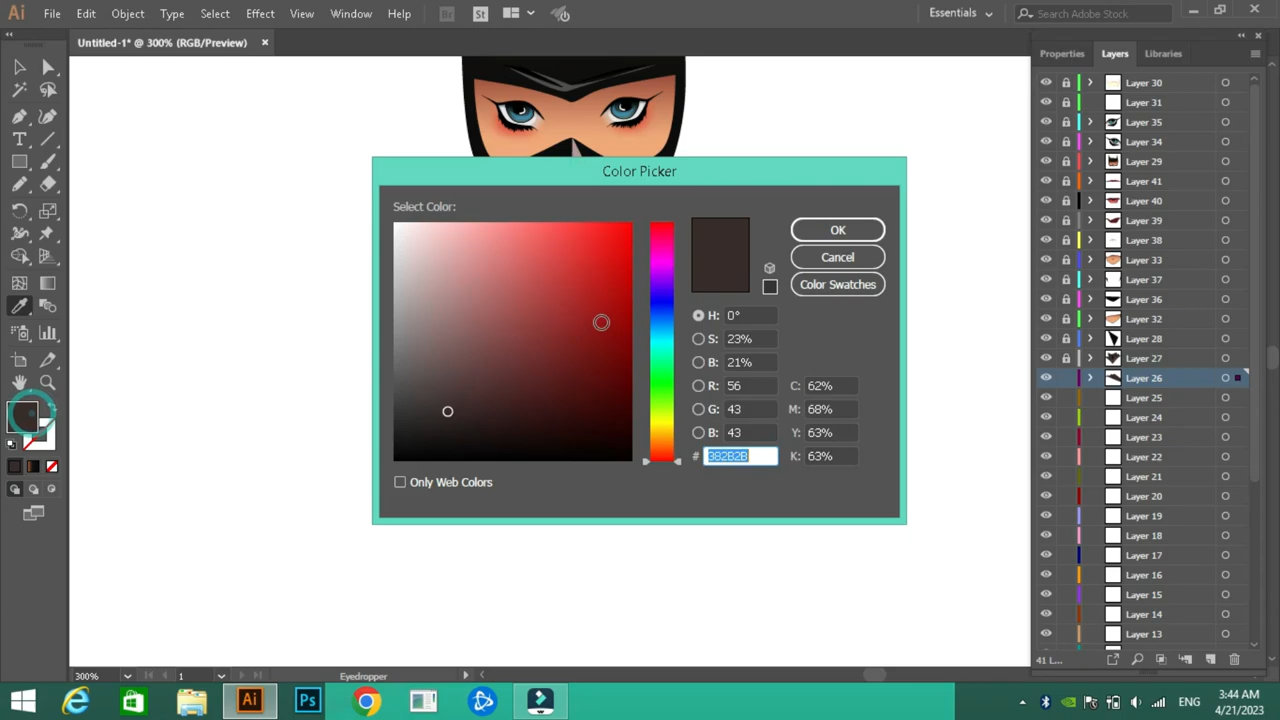 Ai File Edit Object Type Select Effect View Window Help Br St Essentials Search Adobe Stock
Untitled-1* @ 300% (RGB/Preview) ×
Properties Layers Libraries
Layer 30
Layer 31
Layer 35
Layer 34
Layer 29
Layer 41
Layer 40
Layer 39
Layer 38
Layer 33
Layer 37
Layer 36
Layer 32
Layer 28
Layer 27
Layer 26
Layer 25
Layer 24
Layer 23
Layer 22
Layer 21
Layer 20
Layer 19
Layer 18
Layer 17
Layer 16
Layer 15
Layer 14
Layer 13
41 L...
Color Picker
Select Color:
OK
Cancel
Color Swatches
H: 0°
S: 23%
B: 21%
R: 56 C: 62%
G: 43 M: 68%
B: 43 Y: 63%
# 382B2B K: 63%
Only Web Colors
300% 1 Eyedropper
Ai Ps ENG
3:44 AM
4/21/2023